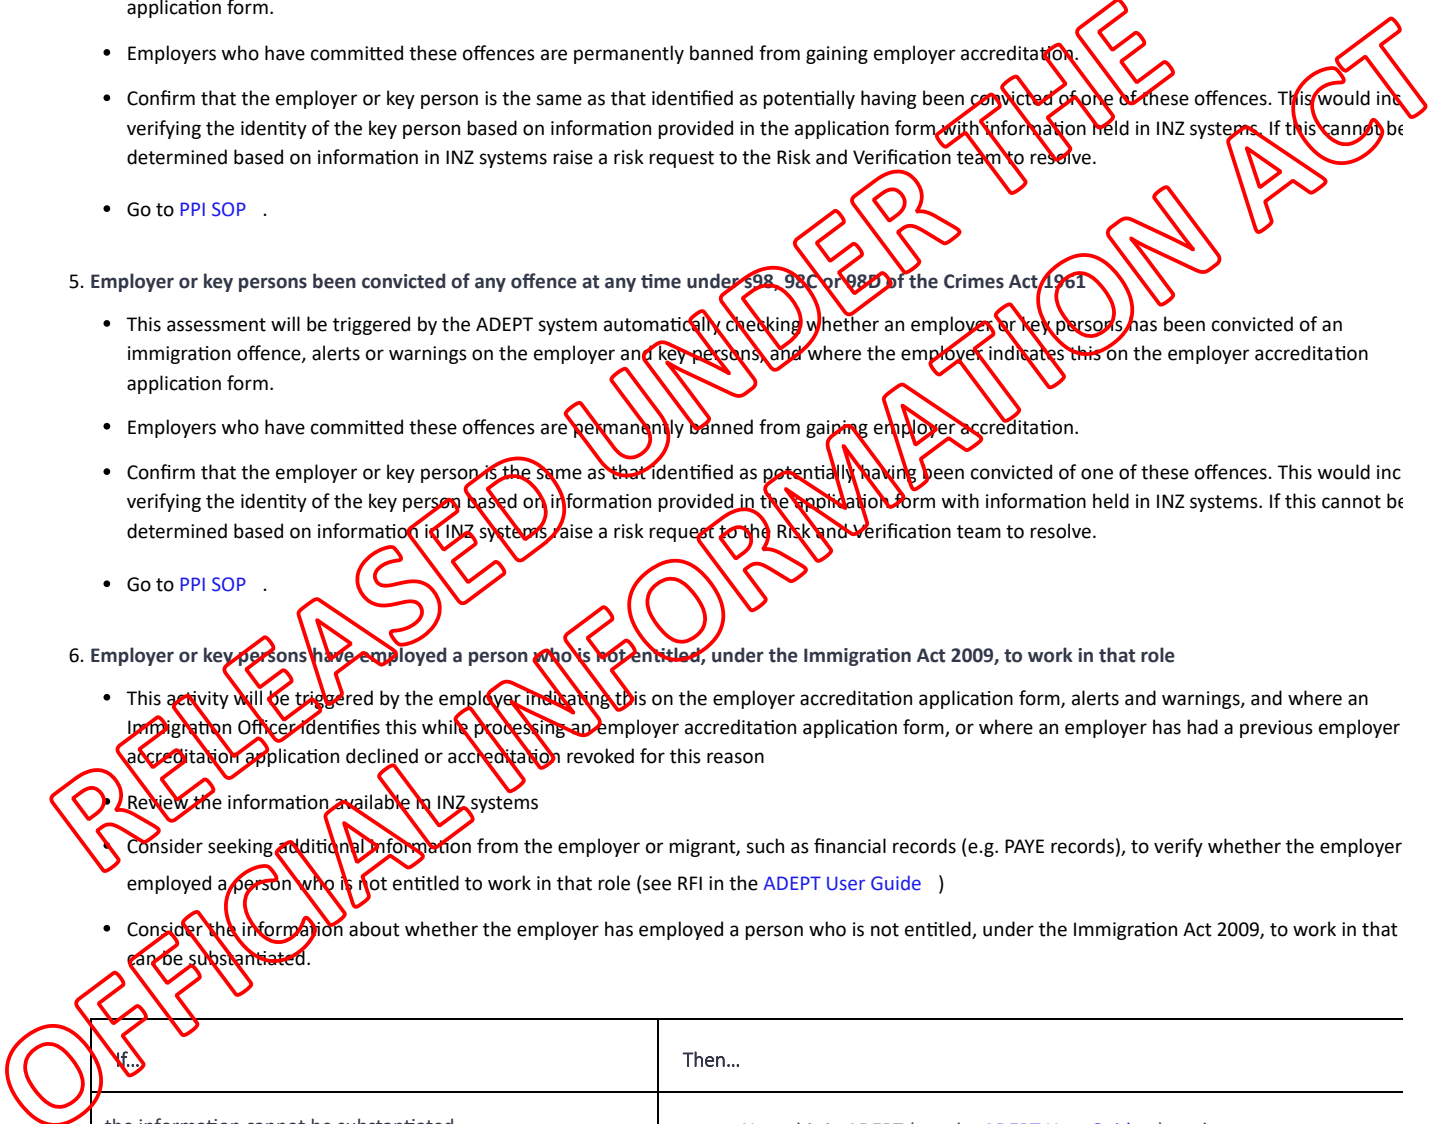 application form.
• Employers who have committed these offences are permanently banned from gaining employer accreditation.
• Confirm that the employer or key person is the same as that identified as potentially having been convicted of one of these offences. This would inc
verifying the identity of the key person based on information provided in the application form with information held in INZ systems. If this cannot be
determined based on information in INZ systems raise a risk request to the Risk and Verification team to resolve.
• Go to PPI SOP .
5. Employer or key persons been convicted of any offence at any time under s98, 98C or 98D of the Crimes Act 1961
• This assessment will be triggered by the ADEPT system automatically checking whether an employer or key persons has been convicted of an
immigration offence, alerts or warnings on the employer and key persons, and where the employer indicates this on the employer accreditation
application form.
• Employers who have committed these offences are permanently banned from gaining employer accreditation.
• Confirm that the employer or key person is the same as that identified as potentially having been convicted of one of these offences. This would inc
verifying the identity of the key person based on information provided in the application form with information held in INZ systems. If this cannot be
determined based on information in INZ systems raise a risk request to the Risk and Verification team to resolve.
• Go to PPI SOP .
6. Employer or key persons have employed a person who is not entitled, under the Immigration Act 2009, to work in that role
• This activity will be triggered by the employer indicating this on the employer accreditation application form, alerts and warnings, and where an
Immigration Officer identifies this while processing an employer accreditation application form, or where an employer has had a previous employer
accreditation application declined or accreditation revoked for this reason
• Review the information available in INZ systems
• Consider seeking additional information from the employer or migrant, such as financial records (e.g. PAYE records), to verify whether the employer
employed a person who is not entitled to work in that role (see RFI in the ADEPT User Guide )
• Consider the information about whether the employer has employed a person who is not entitled, under the Immigration Act 2009, to work in that
can be substantiated.
If... Then...
the information cannot be substantiated
RELEASED UNDER THE
OFFICIAL INFORMATION ACT